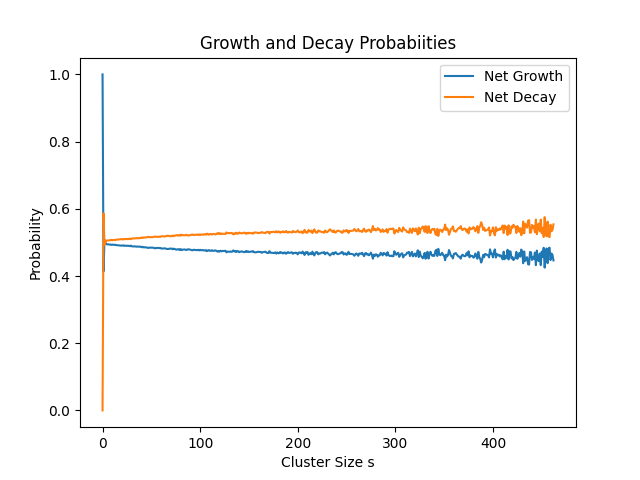 Growth and Decay Probabiities
Net Growth
Net Decay
1.0
0.8
0.6
0.4
0.2
0.0
Probability
0 100 200 300 400
Cluster Size s